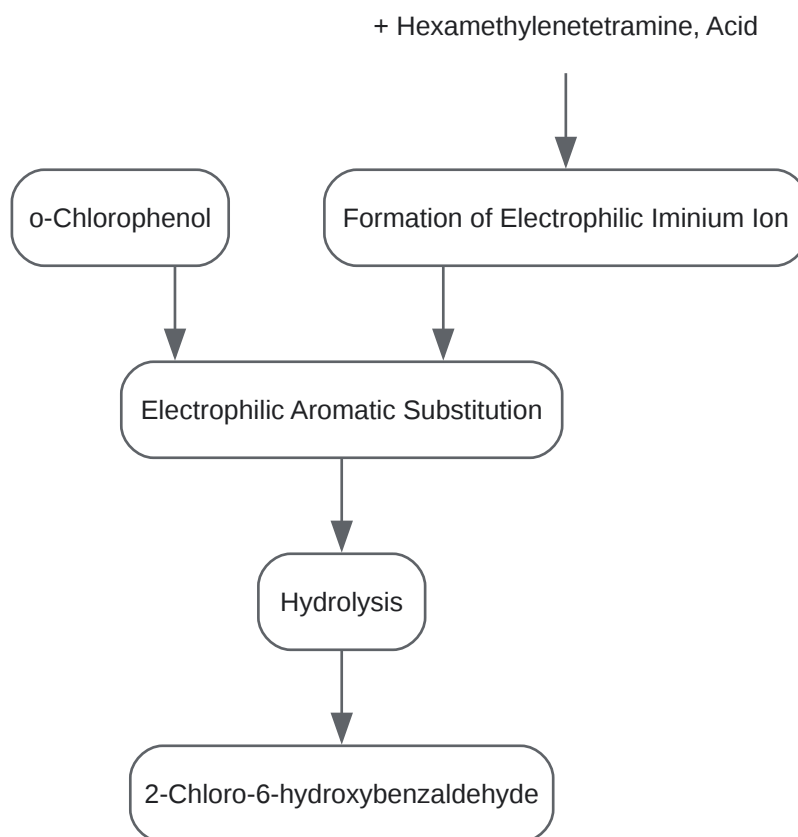 + Hexamethylenetetramine, Acid
o-Chlorophenol
Formation of Electrophilic Iminium Ion
Electrophilic Aromatic Substitution
Hydrolysis
2-Chloro-6-hydroxybenzaldehyde